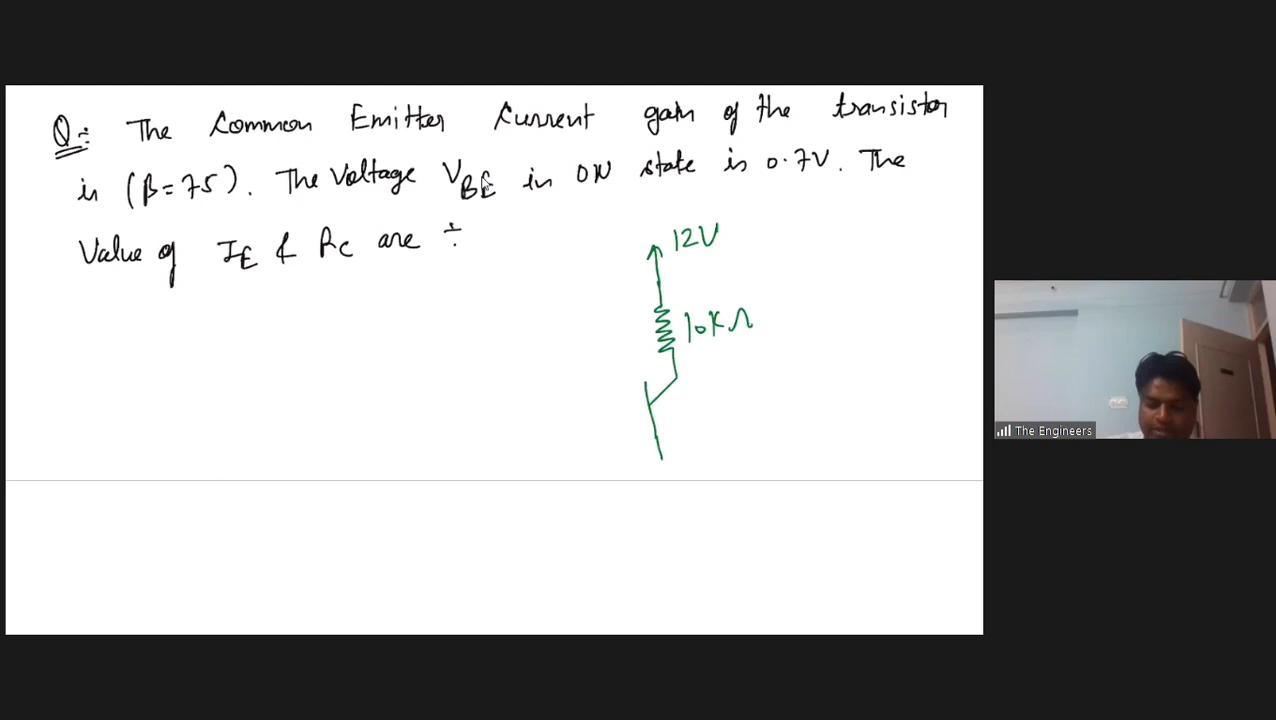 Q:- The Common Emitter Current gain of the transistor
is (β = 75). The Voltage VBE in ON state is 0.7V. The
Value of IE & RC are ÷
12V
10KΩ
The Engineers